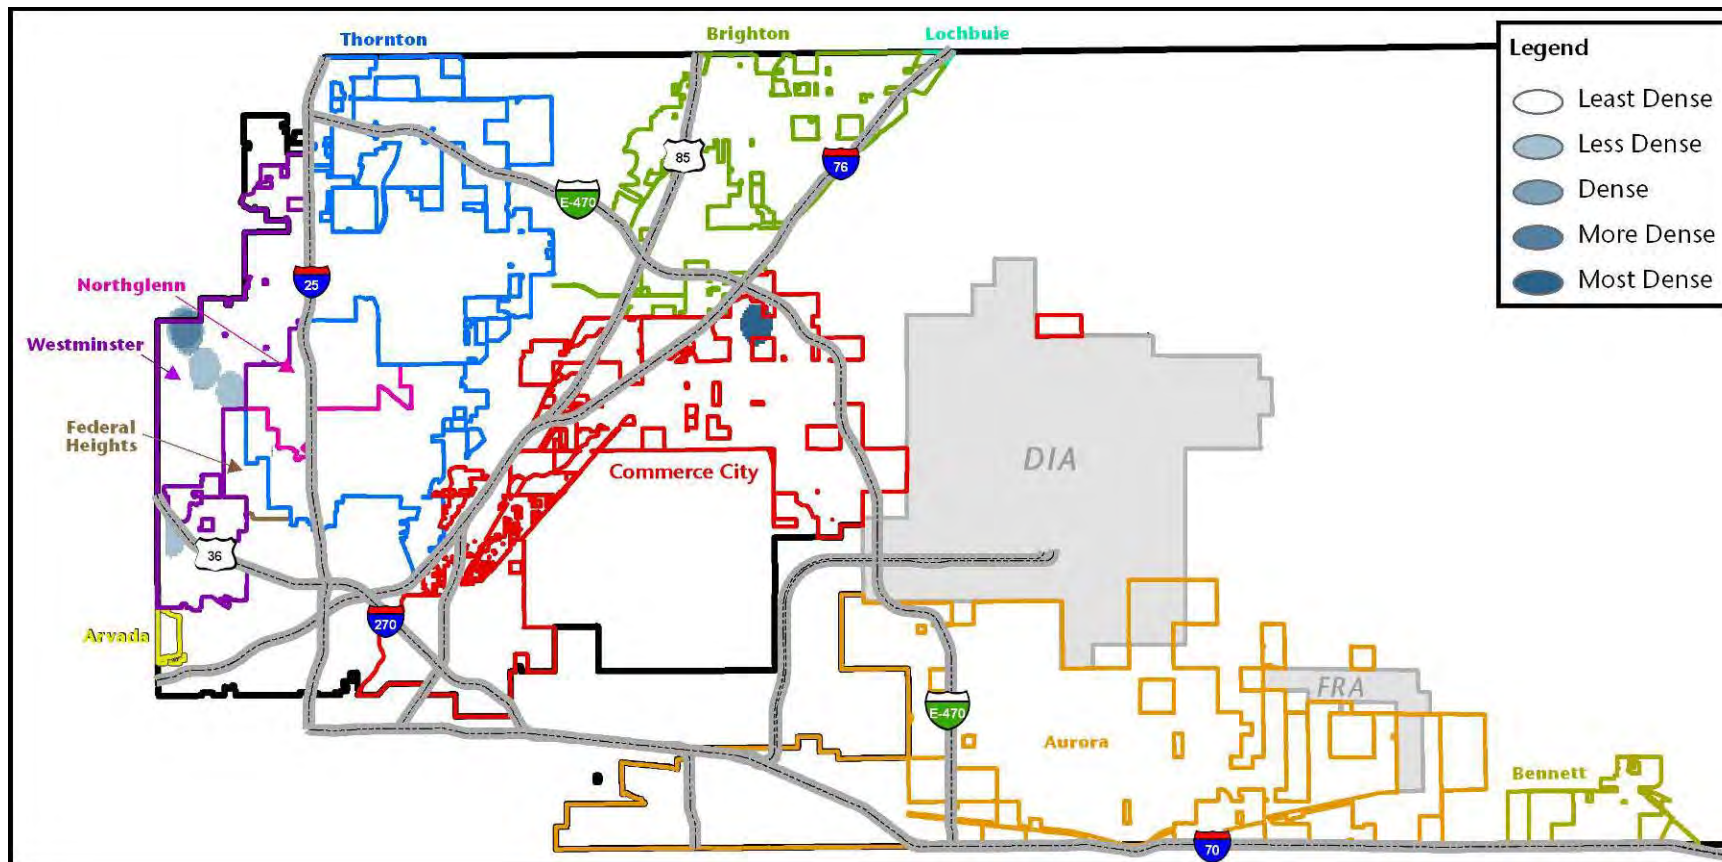 Thornton
Brighton
Lochbuie
Legend
Least Dense
Less Dense
Dense
More Dense
Most Dense
85
76
E-470
25
Northglenn
Westminster
Federal
Heights
DIA
Commerce City
36
Arvada
270
FRA
E-470
Aurora
Bennett
70